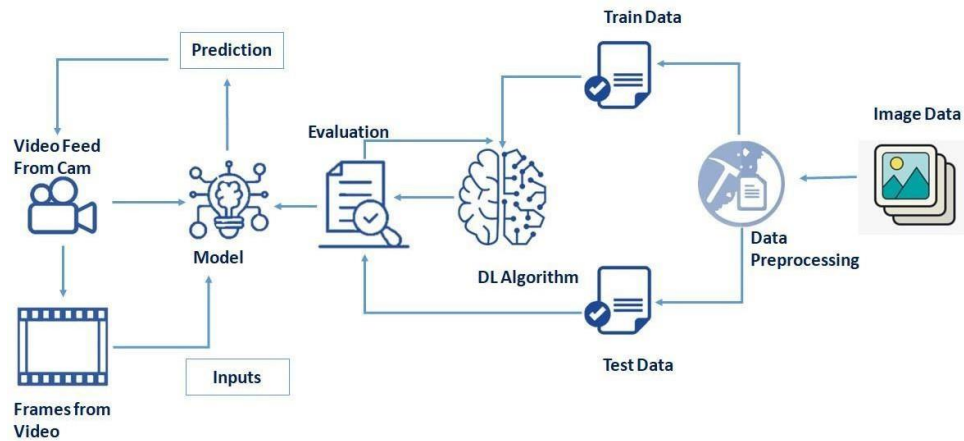 Train Data
Prediction
Image Data
Evaluation
Video Feed
From Cam
Model
Data
Preprocessing
DL Algorithm
Test Data
Inputs
Frames from
Video